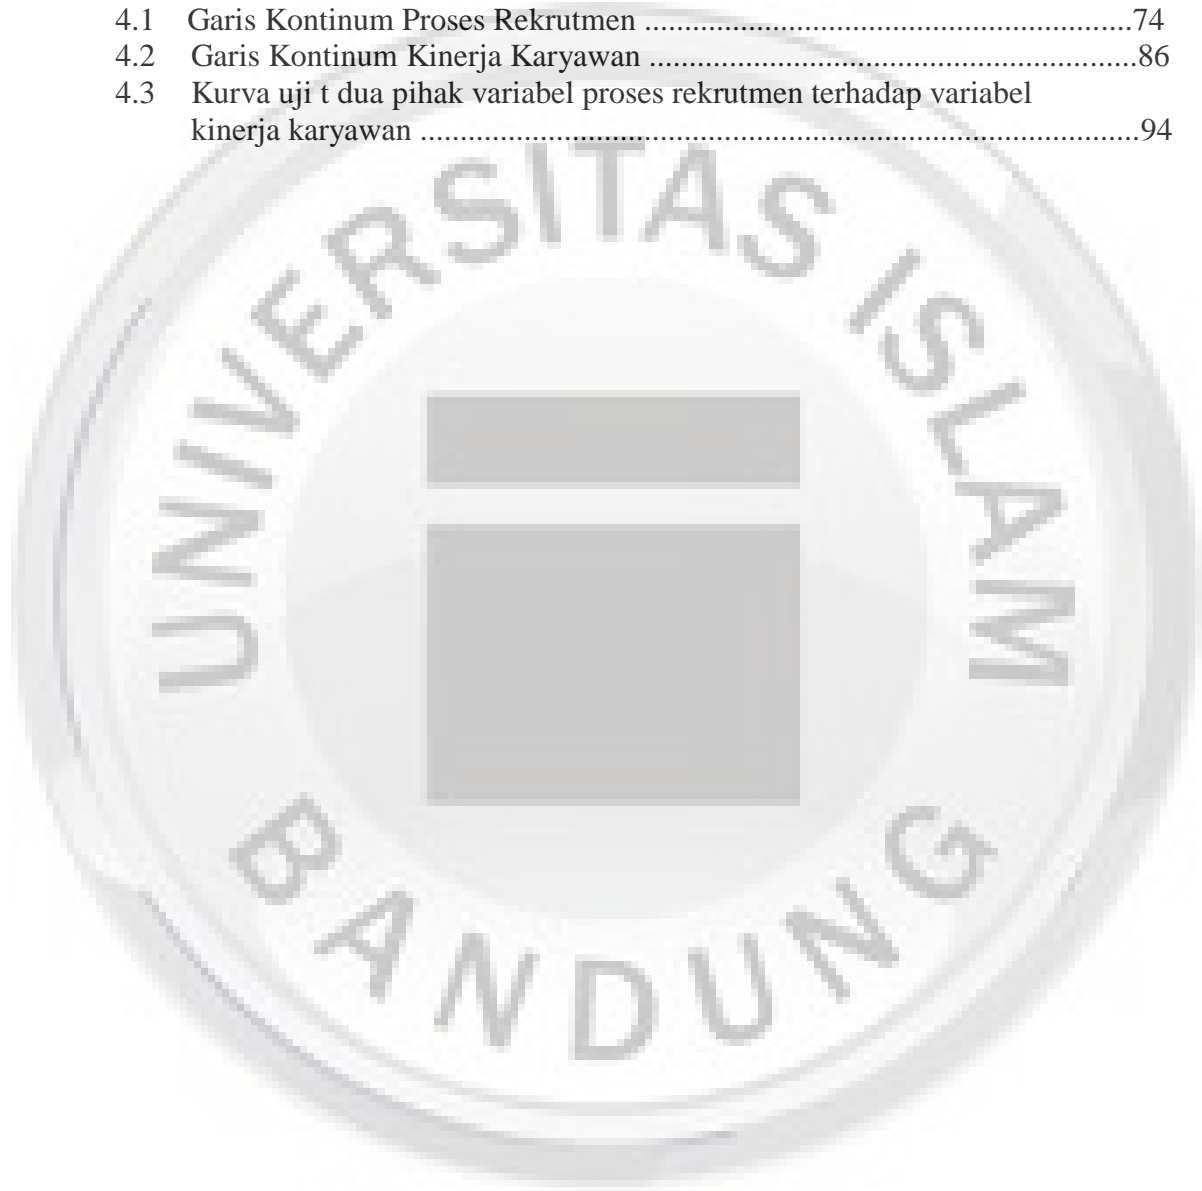 4.1 Garis Kontinum Proses Rekrutmen ..............................................................74
4.2 Garis Kontinum Kinerja Karyawan ..............................................................86
4.3 Kurva uji t dua pihak variabel proses rekrutmen terhadap variabel
kinerja karyawan ...........................................................................................94
UNIVERSITAS ISLAM
BANDUNG